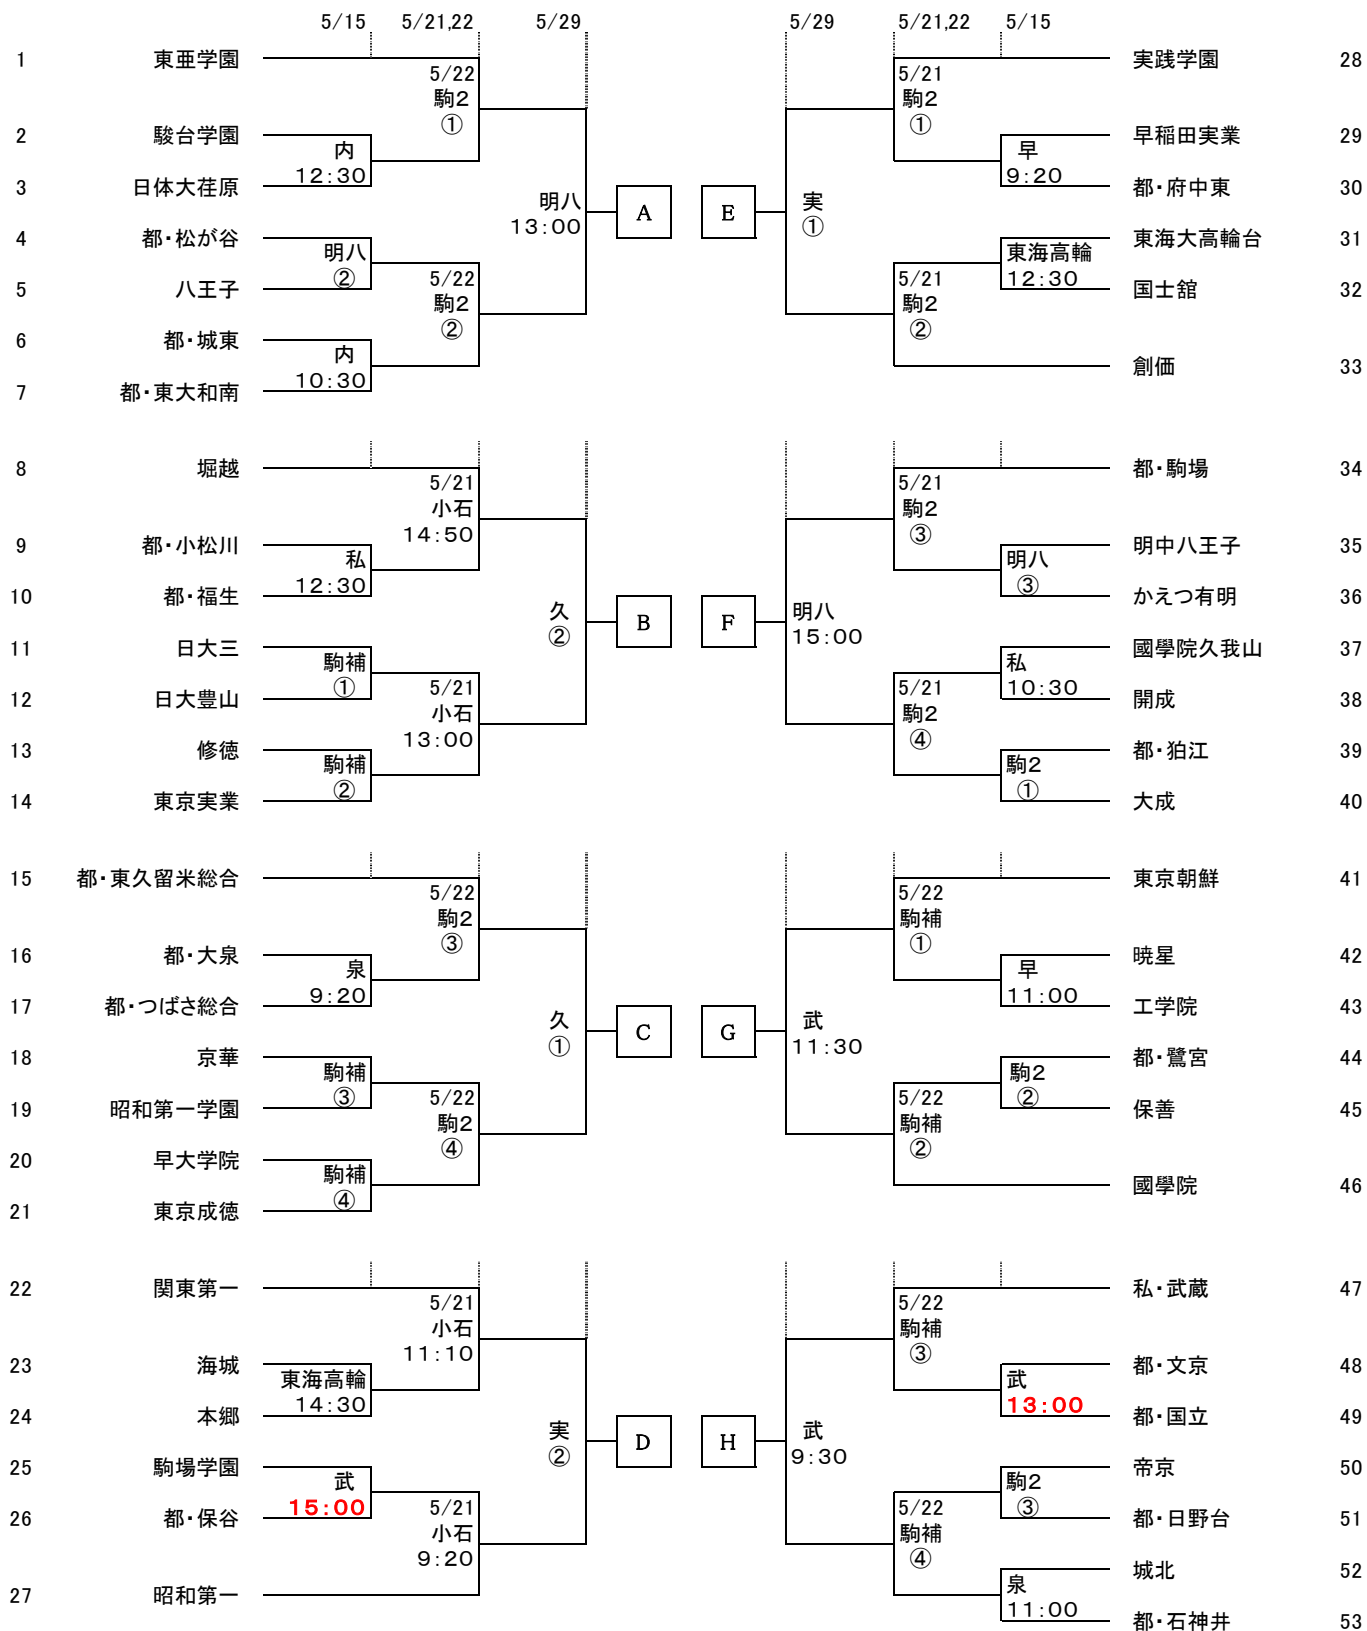 5/15 5/21,22 5/29 5/29 5/21,22 5/15
1 東亜学園 実践学園 28
5/22 5/21
駒2 駒2
① ①
2 駿台学園 早稲田実業 29
内 早
12:30 9:20
3 日体大荏原 都・府中東 30
明八 A E 実
13:00 ①
4 都・松が谷 東海大高輪台 31
明八 東海高輪
② 5/22 5/21 12:30
5 八王子 国士舘 32
駒2 駒2
② ②
6 都・城東
内
10:30 創価 33
7 都・東大和南
8 堀越 都・駒場 34
5/21 5/21
小石 駒2
14:50 ③
9 都・小松川 明中八王子 35
私 明八
12:30 ③
10 都・福生 かえつ有明 36
久 B F 明八
② 15:00
11 日大三 國學院久我山 37
駒補 私
① 5/21 5/21 10:30
12 日大豊山 開成 38
小石 駒2
13:00 ④
13 修徳 都・狛江 39
駒補 駒2
② ①
14 東京実業 大成 40
15 都・東久留米総合 東京朝鮮 41
5/22 5/22
駒2 駒補
③ ①
16 都・大泉 暁星 42
泉 早
9:20 11:00
17 都・つばさ総合 工学院 43
久 C G 武
① 11:30
18 京華 都・鷺宮 44
駒補 駒2
③ 5/22 5/22 ②
19 昭和第一学園 保善 45
駒2 駒補
④ ②
20 早大学院
駒補
④ 國學院 46
21 東京成徳
22 関東第一 私・武蔵 47
5/21 5/22
小石 駒補
11:10 ③
23 海城 都・文京 48
東海高輪 武
14:30 13:00
24 本郷 都・国立 49
実 D H 武
② 9:30
25 駒場学園 帝京 50
武 駒2
15:00 5/21 5/22 ③
26 都・保谷 都・日野台 51
小石 駒補
9:20 ④
城北 52
27 昭和第一 泉
11:00
都・石神井 53